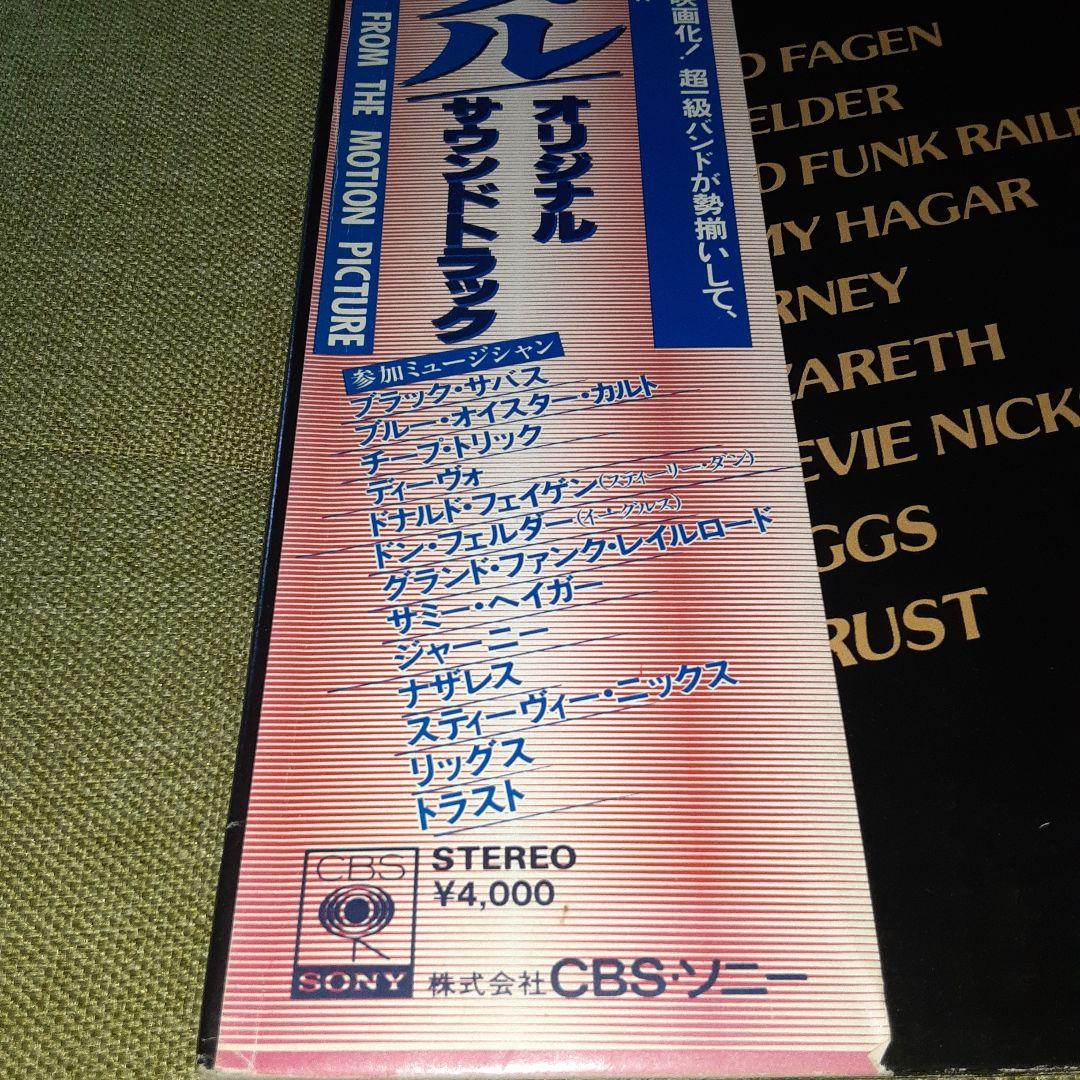 FROM THE MOTION PICTURE
ル
オリジナル
サウンドトラック
映画化! 超一級バンドが勢揃いして、
参加ミュージシャン
ブラック・サバス
ブルー・オイスター・カルト
チープ・トリック
ディーヴォ
ドナルド・フェイゲン(スティーリー・ダン)
ドン・フェルダー(イーグルス)
グランド・ファンク・レイルロード
サミー・ヘイガー
ジャーニー
ナザレス
スティーヴィー・ニックス
リッグス
トラスト
CBS
SONY
STEREO
¥4,000
株式会社 CBS・ソニー
D FAGEN
ELDER
D FUNK RAILR
MY HAGAR
RNEY
ZARETH
EVIE NICK
GGS
RUST